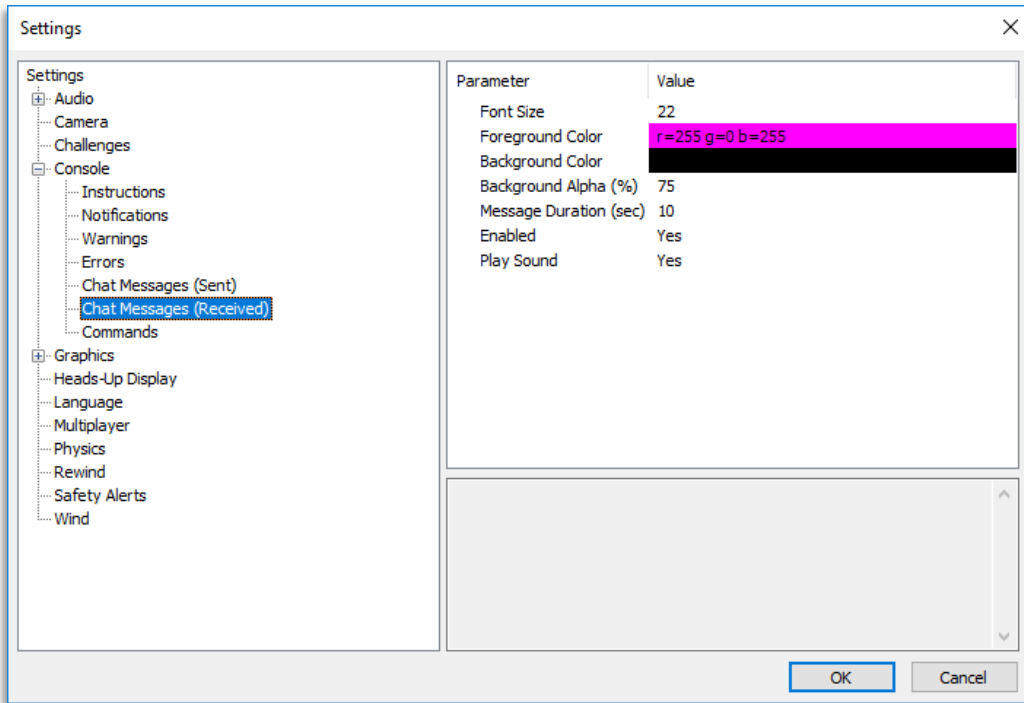 Settings
Settings
Audio
Camera
Challenges
Console
Instructions
Notifications
Warnings
Errors
Chat Messages (Sent)
Chat Messages (Received)
Commands
Graphics
Heads-Up Display
Language
Multiplayer
Physics
Rewind
Safety Alerts
Wind
Parameter Value
Font Size 22
Foreground Color r=255 g=0 b=255
Background Color
Background Alpha (%) 75
Message Duration (sec) 10
Enabled Yes
Play Sound Yes
OK Cancel